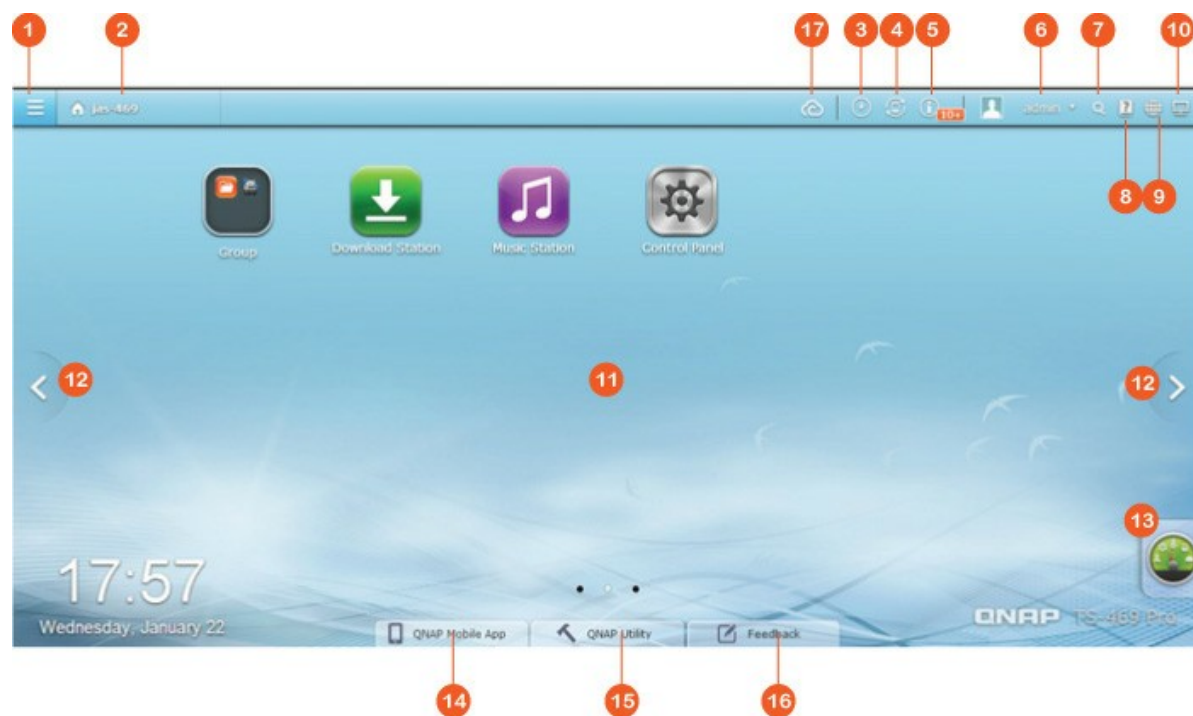 1 2 17 3 4 5 6 7 10
jas-469 10+ admin
8 9
Group Download Station Music Station Control Panel
12 11 12
13
17:57
Wednesday, January 22
QNAP TS-469 Pro
QNAP Mobile App QNAP Utility Feedback
14 15 16